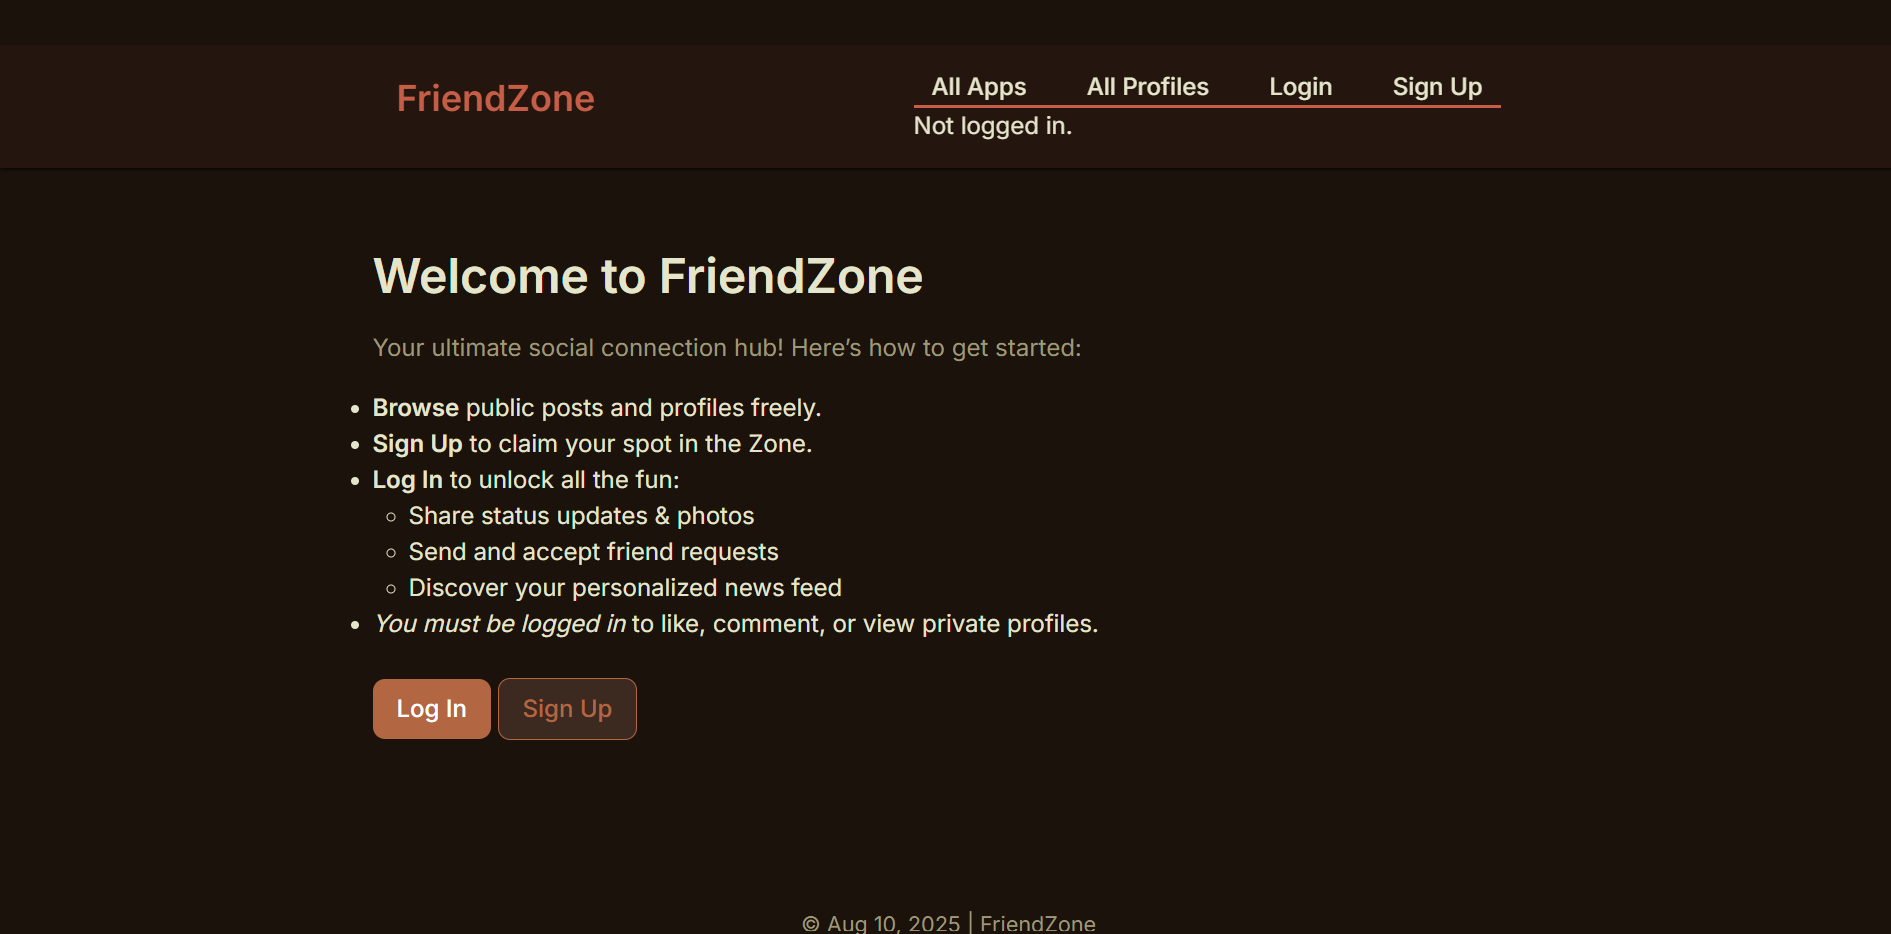 FriendZone
All Apps All Profiles Login Sign Up
Not logged in.
Welcome to FriendZone
Your ultimate social connection hub! Here’s how to get started:
Browse public posts and profiles freely.
Sign Up to claim your spot in the Zone.
Log In to unlock all the fun:
Share status updates & photos
Send and accept friend requests
Discover your personalized news feed
You must be logged in to like, comment, or view private profiles.
Log In Sign Up
© Aug 10, 2025 | FriendZone